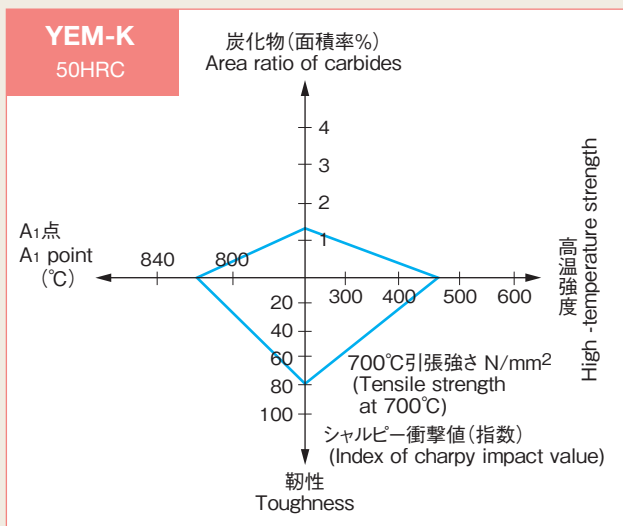 YEM-K
50HRC
炭化物(面積率%)
Area ratio of carbides
4
3
2
1
A1点
A1 point
(℃)
840
800
20
40
60
80
100
300
400
500
600
高温強度
High -temperature strength
700℃引張強さ N/mm²
(Tensile strength
at 700℃)
シャルピー衝撃値(指数)
(Index of charpy impact value)
靭性
Toughness